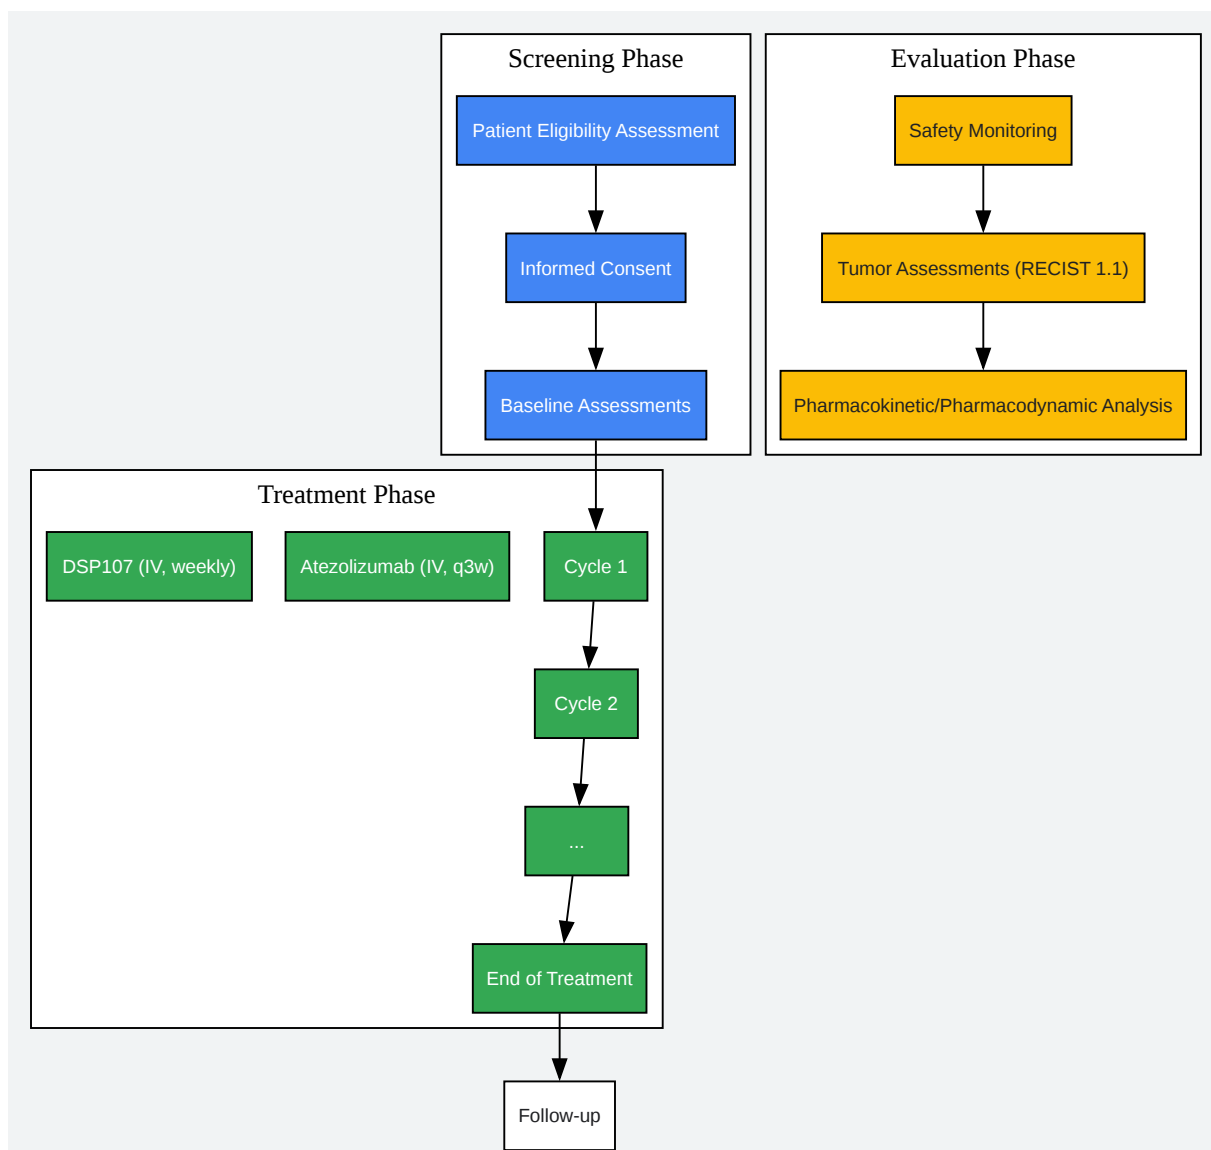 Screening Phase
Patient Eligibility Assessment
Informed Consent
Baseline Assessments
Evaluation Phase
Safety Monitoring
Tumor Assessments (RECIST 1.1)
Pharmacokinetic/Pharmacodynamic Analysis
Treatment Phase
DSP107 (IV, weekly)
Atezolizumab (IV, q3w)
Cycle 1
Cycle 2
...
End of Treatment
Follow-up